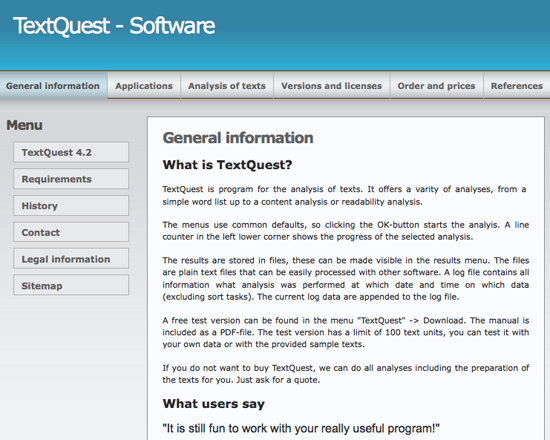 TextQuest - Software
General information
Applications
Analysis of texts
Versions and licenses
Order and prices
References
Menu
TextQuest 4.2
Requirements
History
Contact
Legal information
Sitemap
General information
What is TextQuest?
TextQuest is program for the analysis of texts. It offers a varity of analyses, from a
simple word list up to a content analysis or readability analysis.
The menus use common defaults, so clicking the OK-button starts the analyis. A line
counter in the left lower corner shows the progress of the selected analysis.
The results are stored in files, these can be made visible in the results menu. The files
are plain text files that can be easily processed with other software. A log file contains all
information what analysis was performed at which date and time on which data
(excluding sort tasks). The current log data are appended to the log file.
A free test version can be found in the menu "TextQuest" -> Download. The manual is
included as a PDF-file. The test version has a limit of 100 text units, you can test it with
your own data or with the provided sample texts.
If you do not want to buy TextQuest, we can do all analyses including the preparation of
the texts for you. Just ask for a quote.
What users say
"It is still fun to work with your really useful program!"